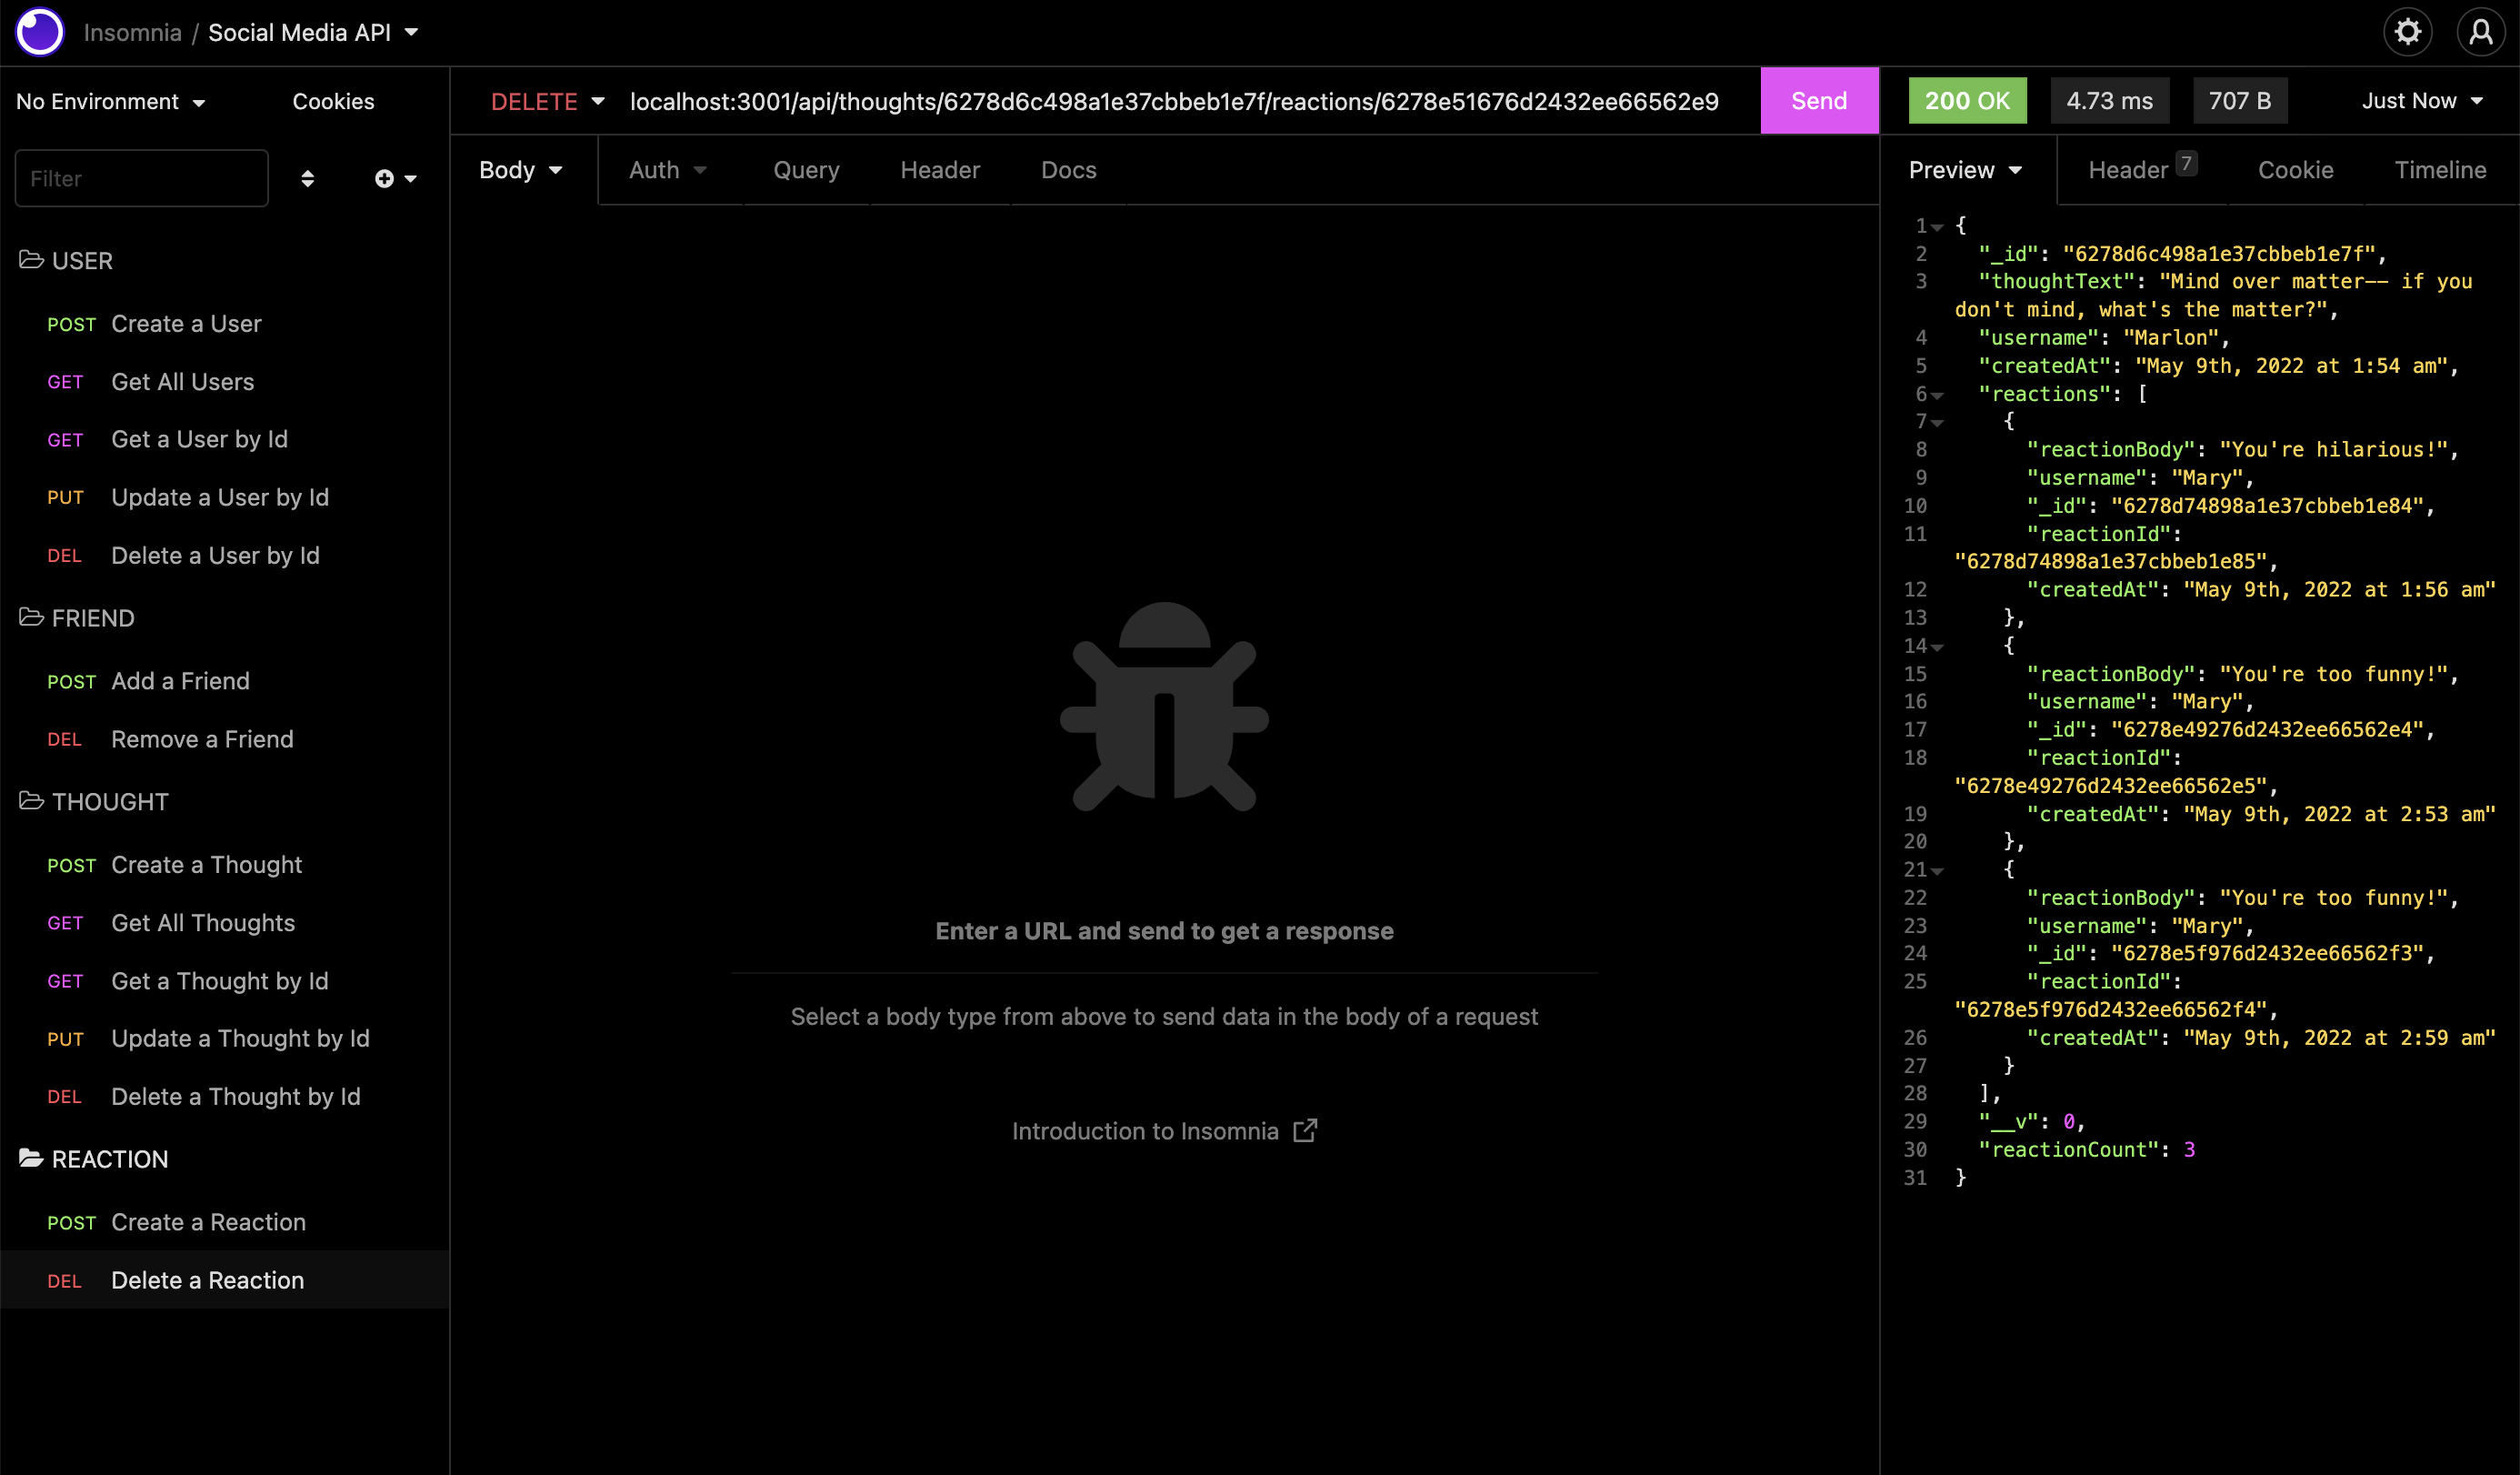 Insomnia / Social Media API
No Environment
Cookies
Filter
USER
POST Create a User
GET Get All Users
GET Get a User by Id
PUT Update a User by Id
DEL Delete a User by Id
FRIEND
POST Add a Friend
DEL Remove a Friend
THOUGHT
POST Create a Thought
GET Get All Thoughts
GET Get a Thought by Id
PUT Update a Thought by Id
DEL Delete a Thought by Id
REACTION
POST Create a Reaction
DEL Delete a Reaction
DELETE localhost:3001/api/thoughts/6278d6c498a1e37cbbeb1e7f/reactions/6278e51676d2432ee66562e9 Send
Body Auth Query Header Docs
Enter a URL and send to get a response
Select a body type from above to send data in the body of a request
Introduction to Insomnia
200 OK 4.73 ms 707 B Just Now
Preview Header 7 Cookie Timeline
1 {
2 "_id": "6278d6c498a1e37cbbeb1e7f",
3 "thoughtText": "Mind over matter—— if you
don't mind, what's the matter?",
4 "username": "Marlon",
5 "createdAt": "May 9th, 2022 at 1:54 am",
6 "reactions": [
7 {
8 "reactionBody": "You're hilarious!",
9 "username": "Mary",
10 "_id": "6278d74898a1e37cbbeb1e84",
11 "reactionId":
"6278d74898a1e37cbbeb1e85",
12 "createdAt": "May 9th, 2022 at 1:56 am"
13 },
14 {
15 "reactionBody": "You're too funny!",
16 "username": "Mary",
17 "_id": "6278e49276d2432ee66562e4",
18 "reactionId":
"6278e49276d2432ee66562e5",
19 "createdAt": "May 9th, 2022 at 2:53 am"
20 },
21 {
22 "reactionBody": "You're too funny!",
23 "username": "Mary",
24 "_id": "6278e5f976d2432ee66562f3",
25 "reactionId":
"6278e5f976d2432ee66562f4",
26 "createdAt": "May 9th, 2022 at 2:59 am"
27 }
28 ],
29 "__v": 0,
30 "reactionCount": 3
31 }